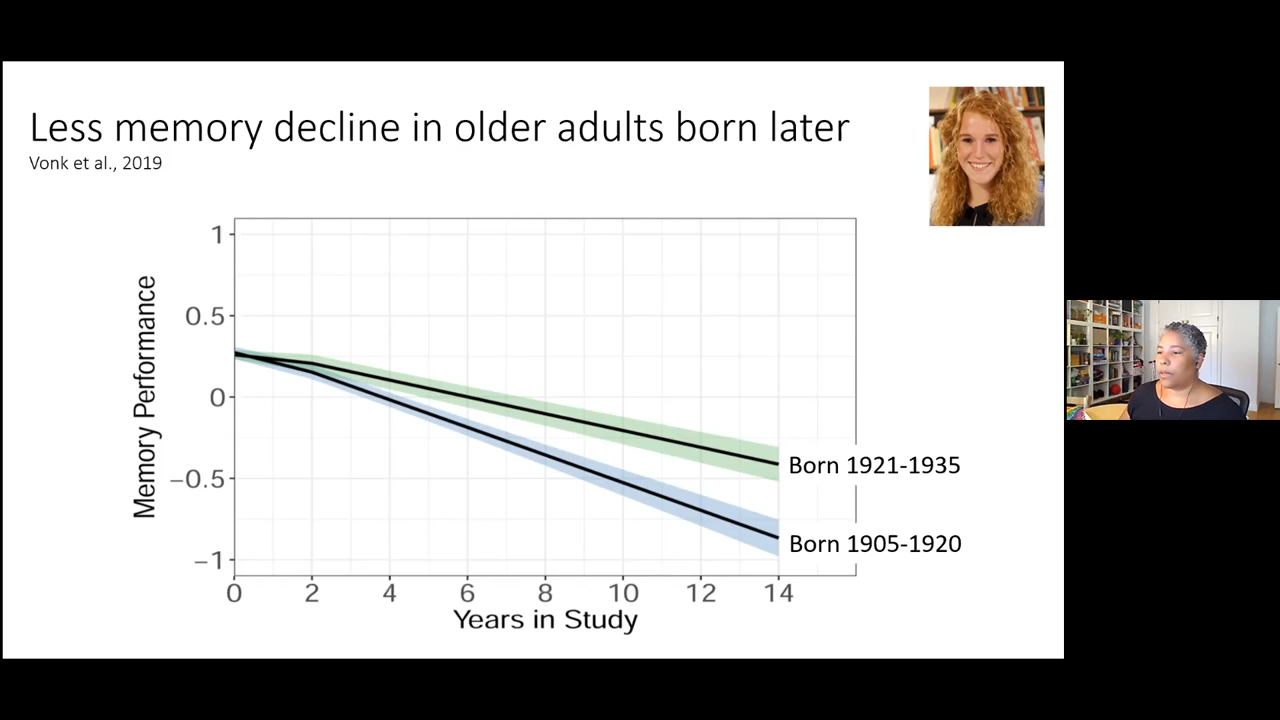 Less memory decline in older adults born later
Vonk et al., 2019
Memory Performance
1
0.5
0
−0.5
−1
Born 1921-1935
Born 1905-1920
0 2 4 6 8 10 12 14
Years in Study